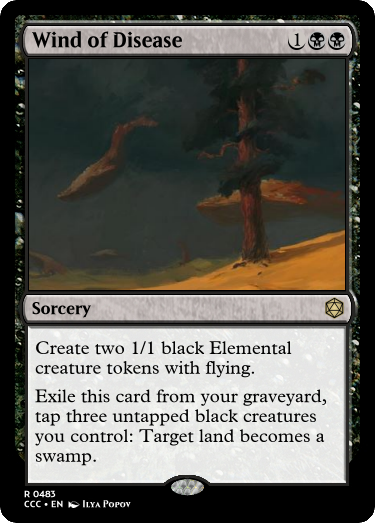 Wind of Disease 1
Sorcery
Create two 1/1 black Elemental
creature tokens with flying.
Exile this card from your graveyard,
tap three untapped black creatures
you control: Target land becomes a
swamp.
R 0483
CCC • EN Ilya Popov